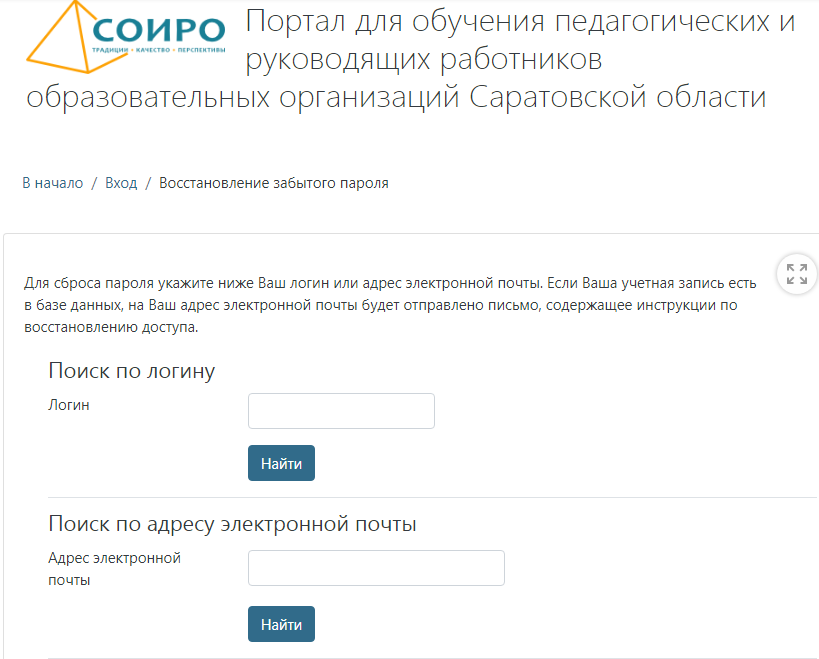 СОИРО
ТРАДИЦИИ • КАЧЕСТВО • ПЕРСПЕКТИВЫ
Портал для обучения педагогических и
руководящих работников
образовательных организаций Саратовской области
В начало / Вход / Восстановление забытого пароля
Для сброса пароля укажите ниже Ваш логин или адрес электронной почты. Если Ваша учетная запись есть
в базе данных, на Ваш адрес электронной почты будет отправлено письмо, содержащее инструкции по
восстановлению доступа.
Поиск по логину
Логин
Найти
Поиск по адресу электронной почты
Адрес электронной
почты
Найти